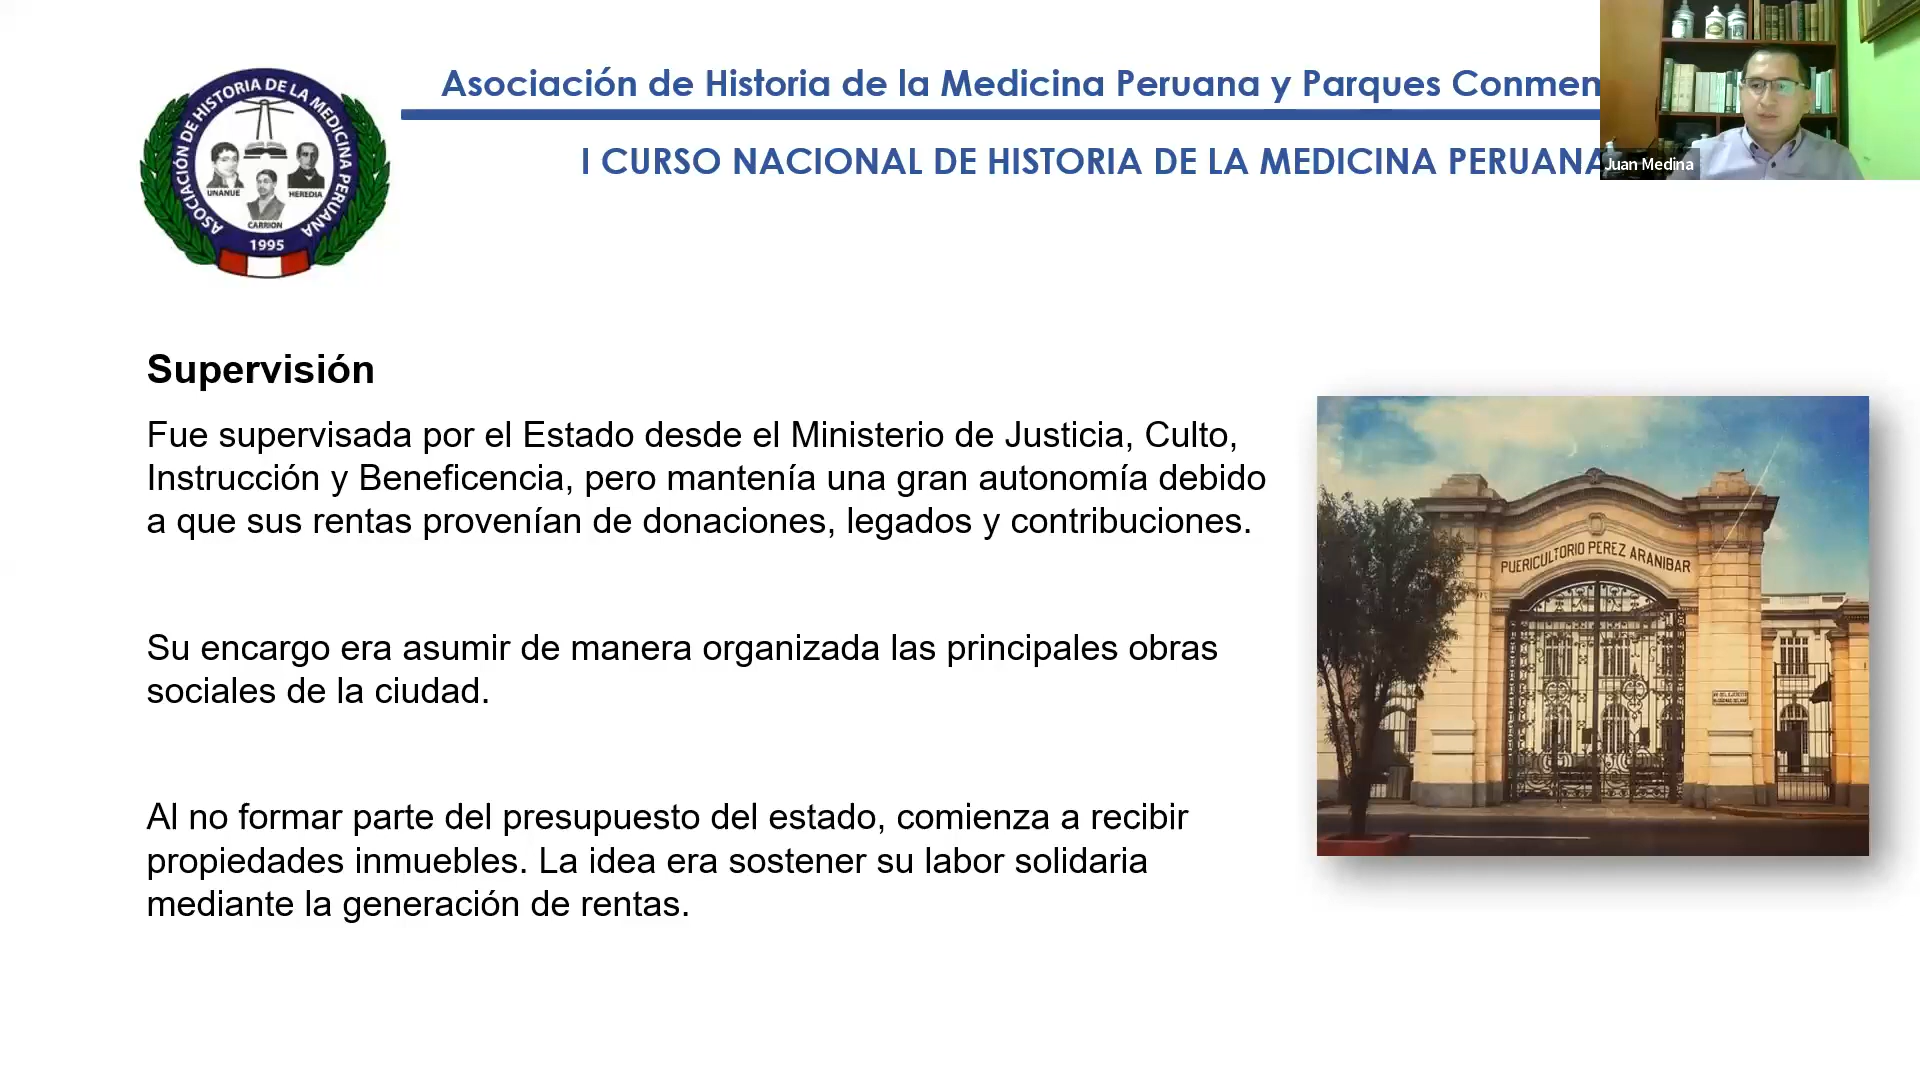 Asociación de Historia de la Medicina Peruana y Parques Conmen
I CURSO NACIONAL DE HISTORIA DE LA MEDICINA PERUANA
Juan Medina
ASOCIACIÓN DE HISTORIA DE LA MEDICINA PERUANA
UNANUE
HEREDIA
CARRION
1995
Supervisión
Fue supervisada por el Estado desde el Ministerio de Justicia, Culto,
Instrucción y Beneficencia, pero mantenía una gran autonomía debido
a que sus rentas provenían de donaciones, legados y contribuciones.
Su encargo era asumir de manera organizada las principales obras
sociales de la ciudad.
Al no formar parte del presupuesto del estado, comienza a recibir
propiedades inmuebles. La idea era sostener su labor solidaria
mediante la generación de rentas.
PUERICULTORIO PEREZ ARANIBAR